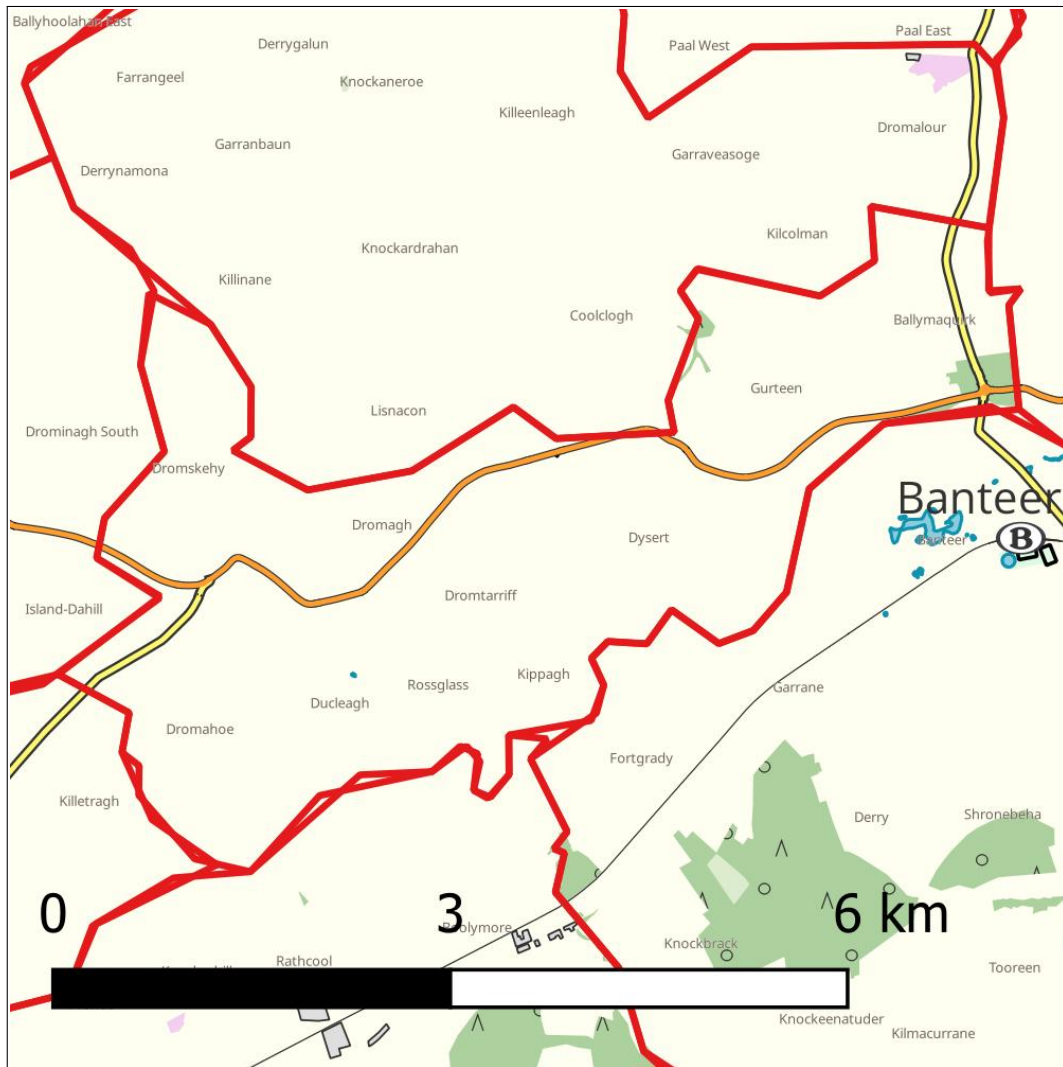 Ballyhoolahan East
Paal East
Derrygalun
Paal West
Farrangeel
Knockaneroe
Killeenleagh
Dromalour
Garranbaun
Garraveasoge
Derrynamona
Kilcolman
Knockardrahan
Killinane
Coolclogh
Ballymaquirk
Gurteen
Lisnacon
Drominagh South
Dromskehy
Banteer
Dromagh
Dysert
Banteer
B
Dromtarriff
Island-Dahill
Kippagh
Rossglass
Garrane
Ducleagh
Dromahoe
Fortgrady
Killetragh
Derry
Shronebeha
0 3 6 km
Knockbrack
Rathcool
Tooreen
Knockeenatuder
Kilmacurrane